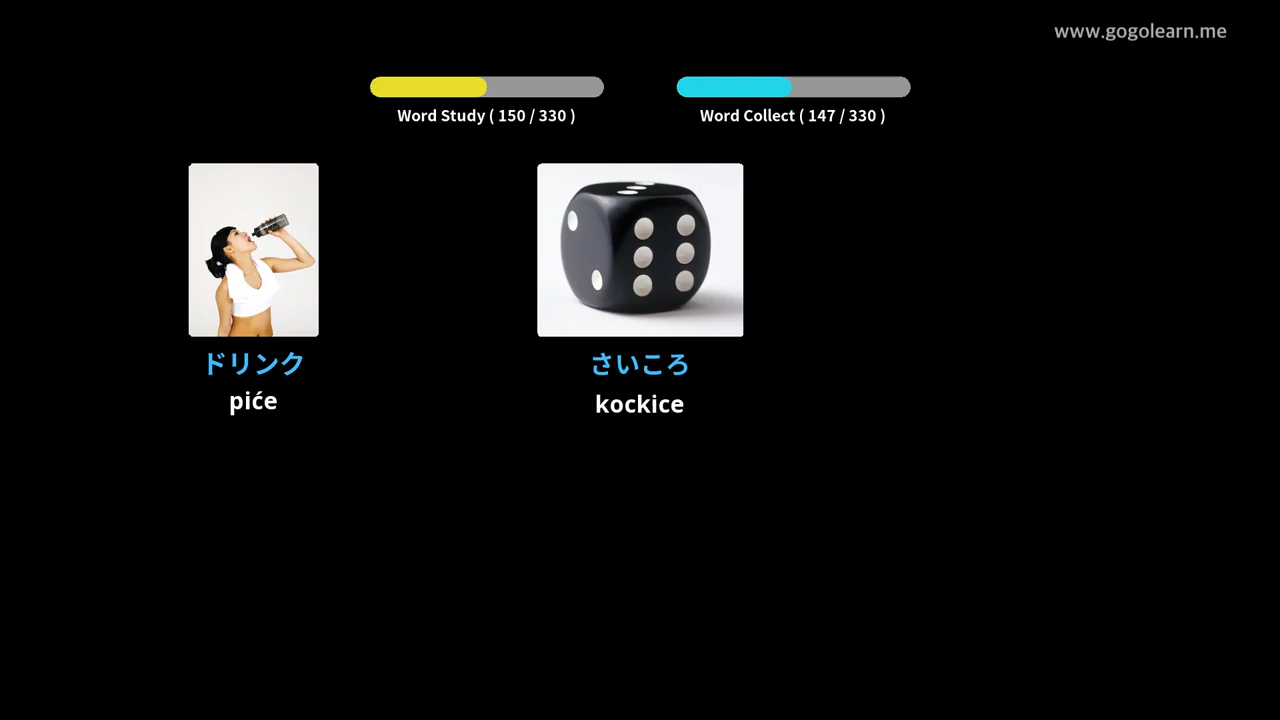 www.gogolearn.me
Word Study ( 150 / 330 )
Word Collect ( 147 / 330 )
ドリンク
piće
さいころ
kockice